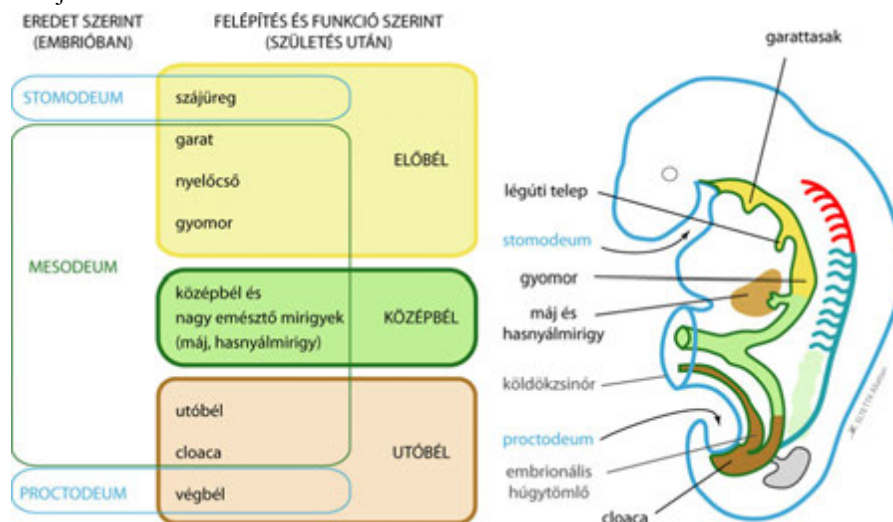 EREDET SZERINT
(EMBRIÓBAN)
FELÉPÍTÉS ÉS FUNKCIÓ SZERINT
(SZÜLETÉS UTÁN)
STOMODEUM
szájüreg
garat
nyelőcső
gyomor
ELŐBÉL
MESODEUM
középbél és
nagy emésztő mirigyek
(máj, hasnyálmirigy)
KÖZÉPBÉL
utóbél
cloaca
végbél
UTÓBÉL
PROCTODEUM
garattasak
légúti telep
stomodeum
gyomor
máj és
hasnyálmirigy
köldökzsinór
proctodeum
embrionális
húgytömlő
cloaca